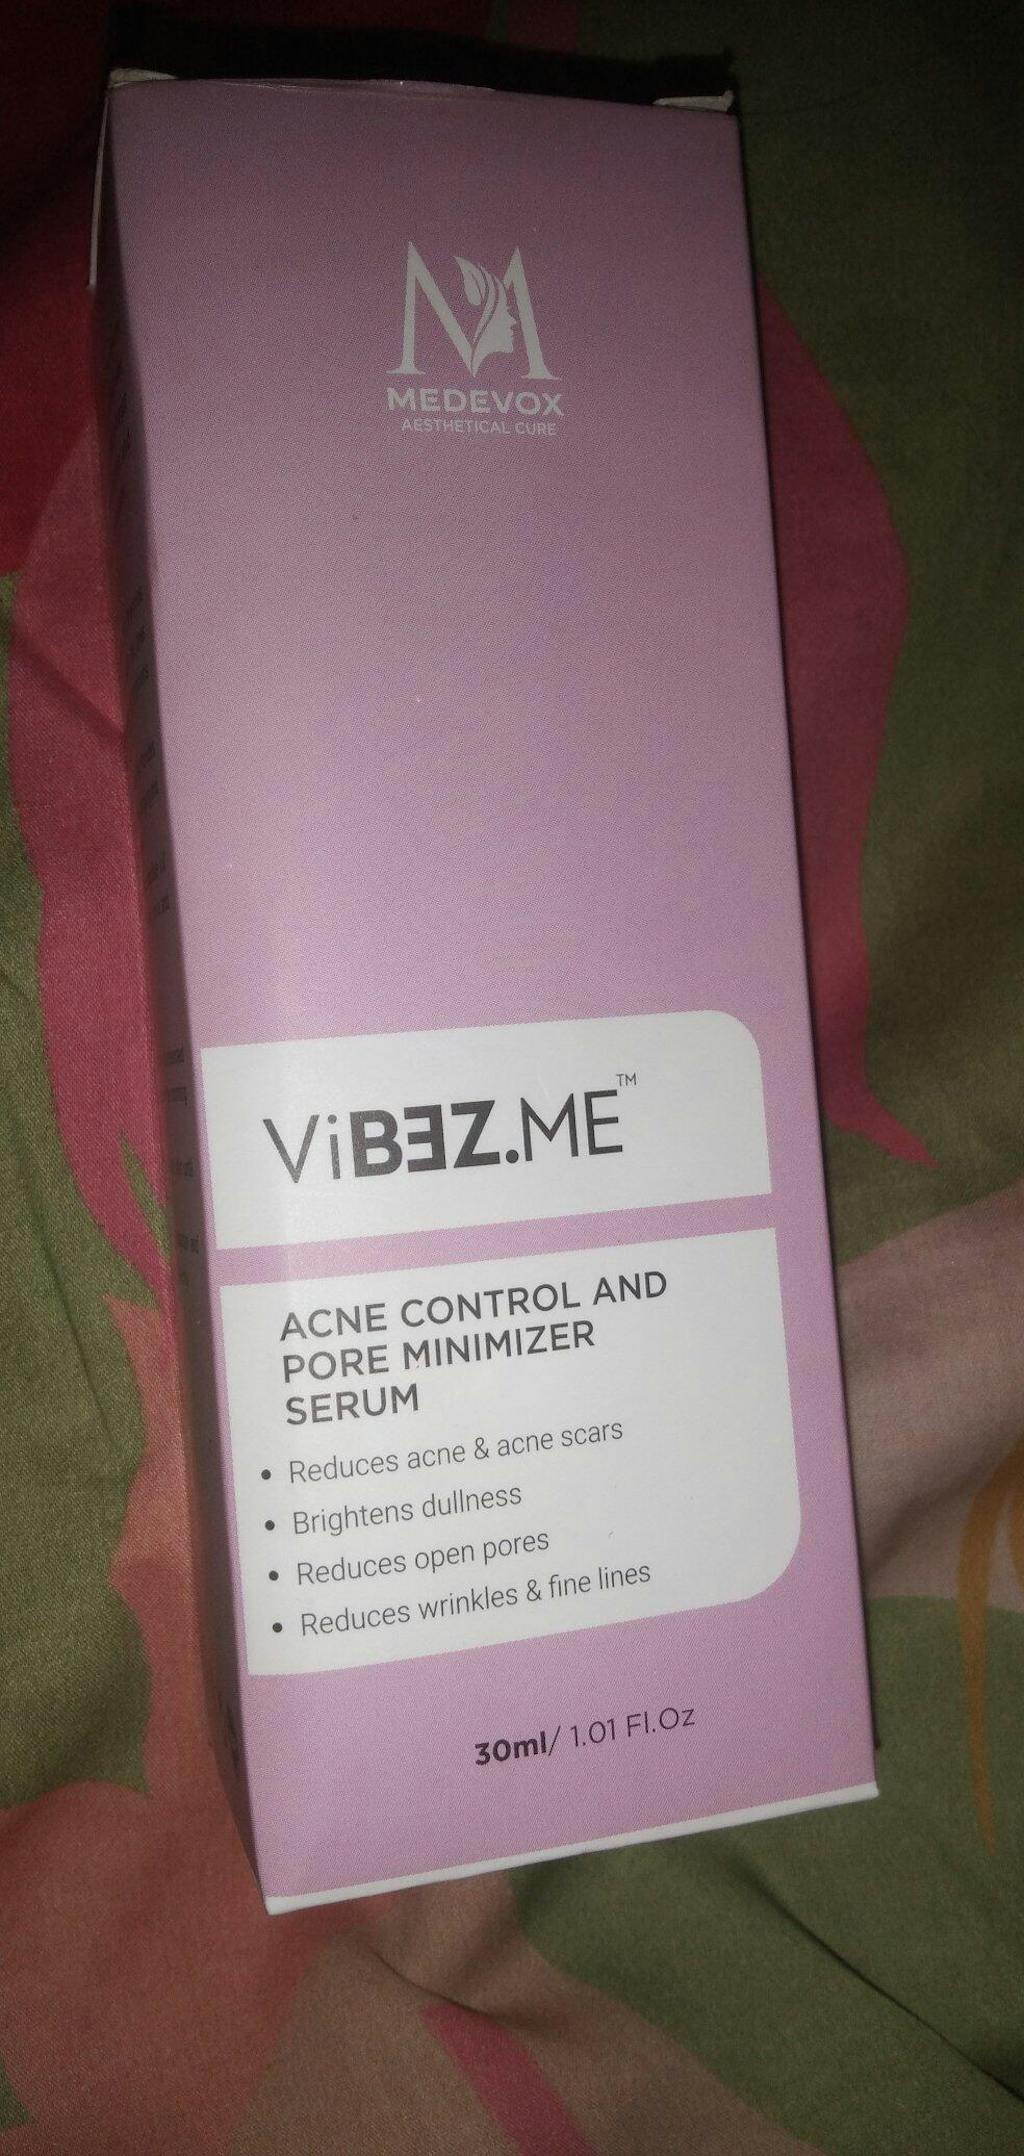 MEDEVOX
AESTHETICAL CURE
ViBƎZ.ME™
ACNE CONTROL AND
PORE MINIMIZER
SERUM
• Reduces acne & acne scars
• Brightens dullness
• Reduces open pores
• Reduces wrinkles & fine lines
30ml/ 1.01 Fl.Oz